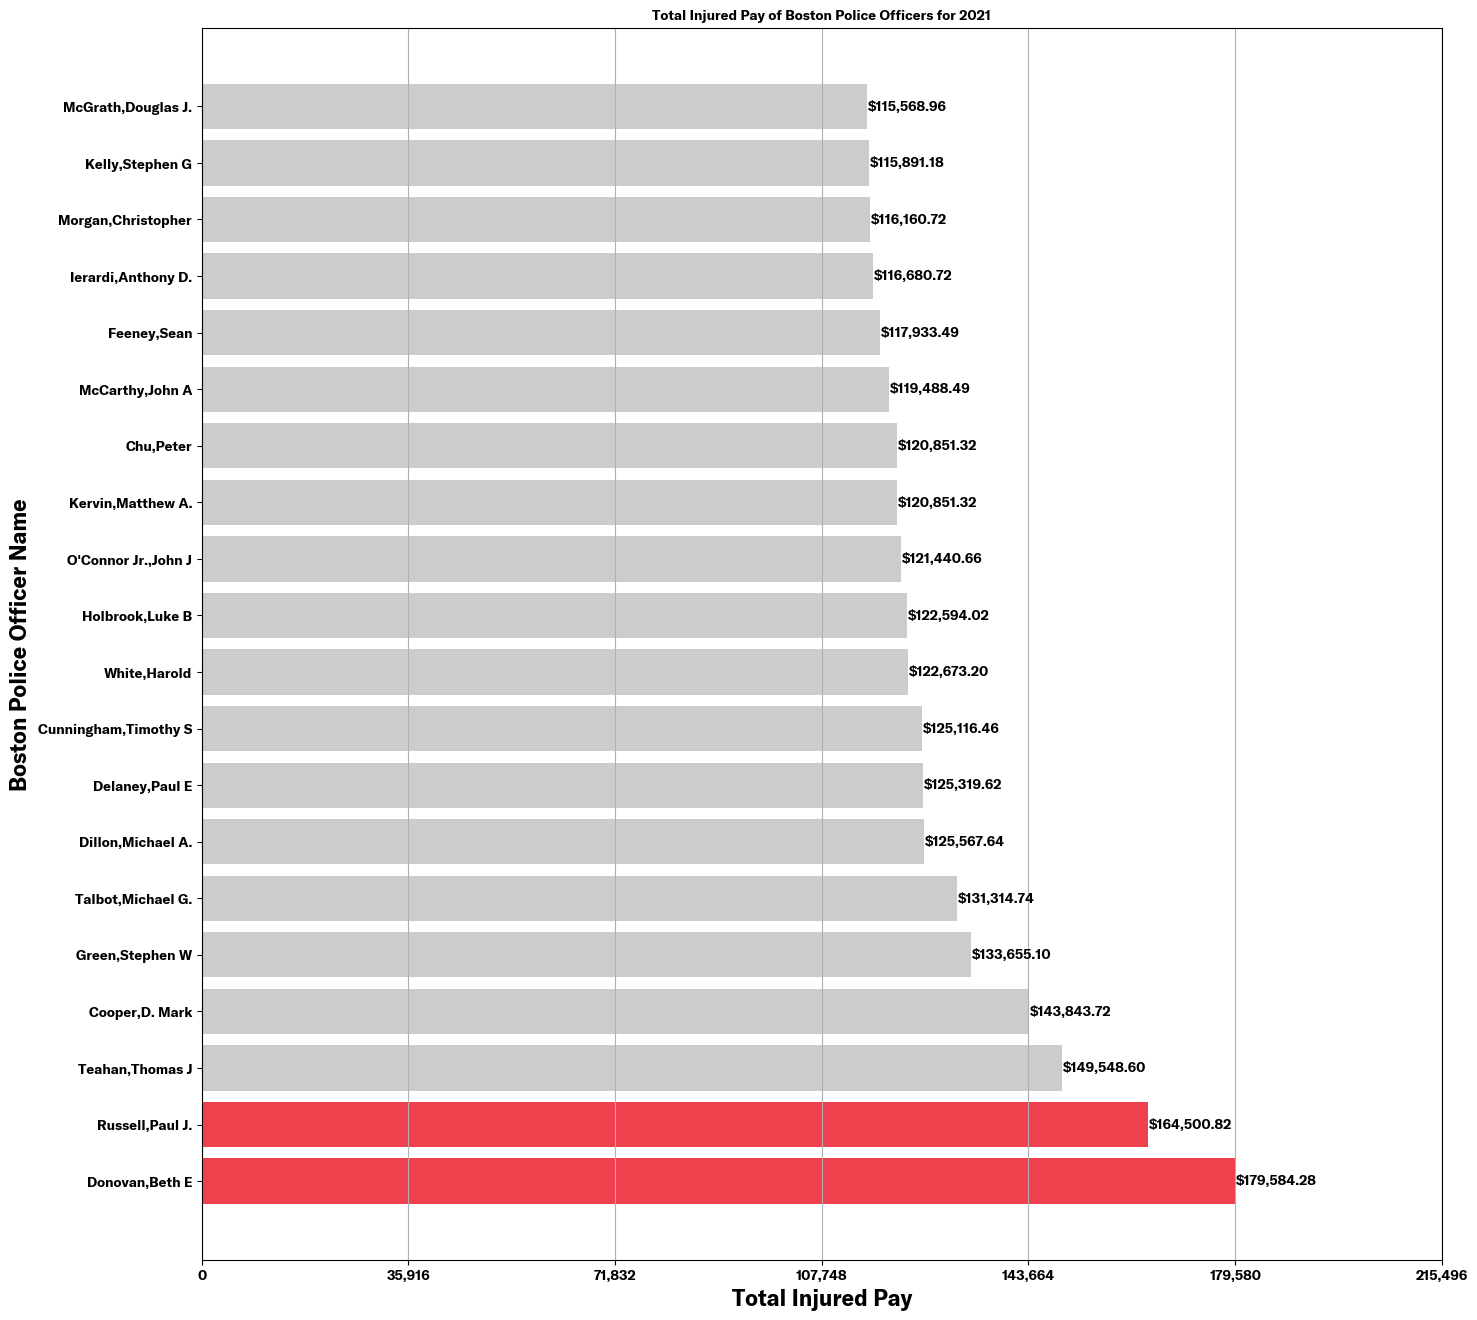 Total Injured Pay of Boston Police Officers for 2021
McGrath,Douglas J. $115,568.96
Kelly,Stephen G $115,891.18
Morgan,Christopher $116,160.72
Ierardi,Anthony D. $116,680.72
Feeney,Sean $117,933.49
McCarthy,John A $119,488.49
Chu,Peter $120,851.32
Kervin,Matthew A. $120,851.32
O'Connor Jr.,John J $121,440.66
Holbrook,Luke B $122,594.02
White,Harold $122,673.20
Cunningham,Timothy S $125,116.46
Delaney,Paul E $125,319.62
Dillon,Michael A. $125,567.64
Talbot,Michael G. $131,314.74
Green,Stephen W $133,655.10
Cooper,D. Mark $143,843.72
Teahan,Thomas J $149,548.60
Russell,Paul J. $164,500.82
Donovan,Beth E $179,584.28
Boston Police Officer Name
0 35,916 71,832 107,748 143,664 179,580 215,496
Total Injured Pay